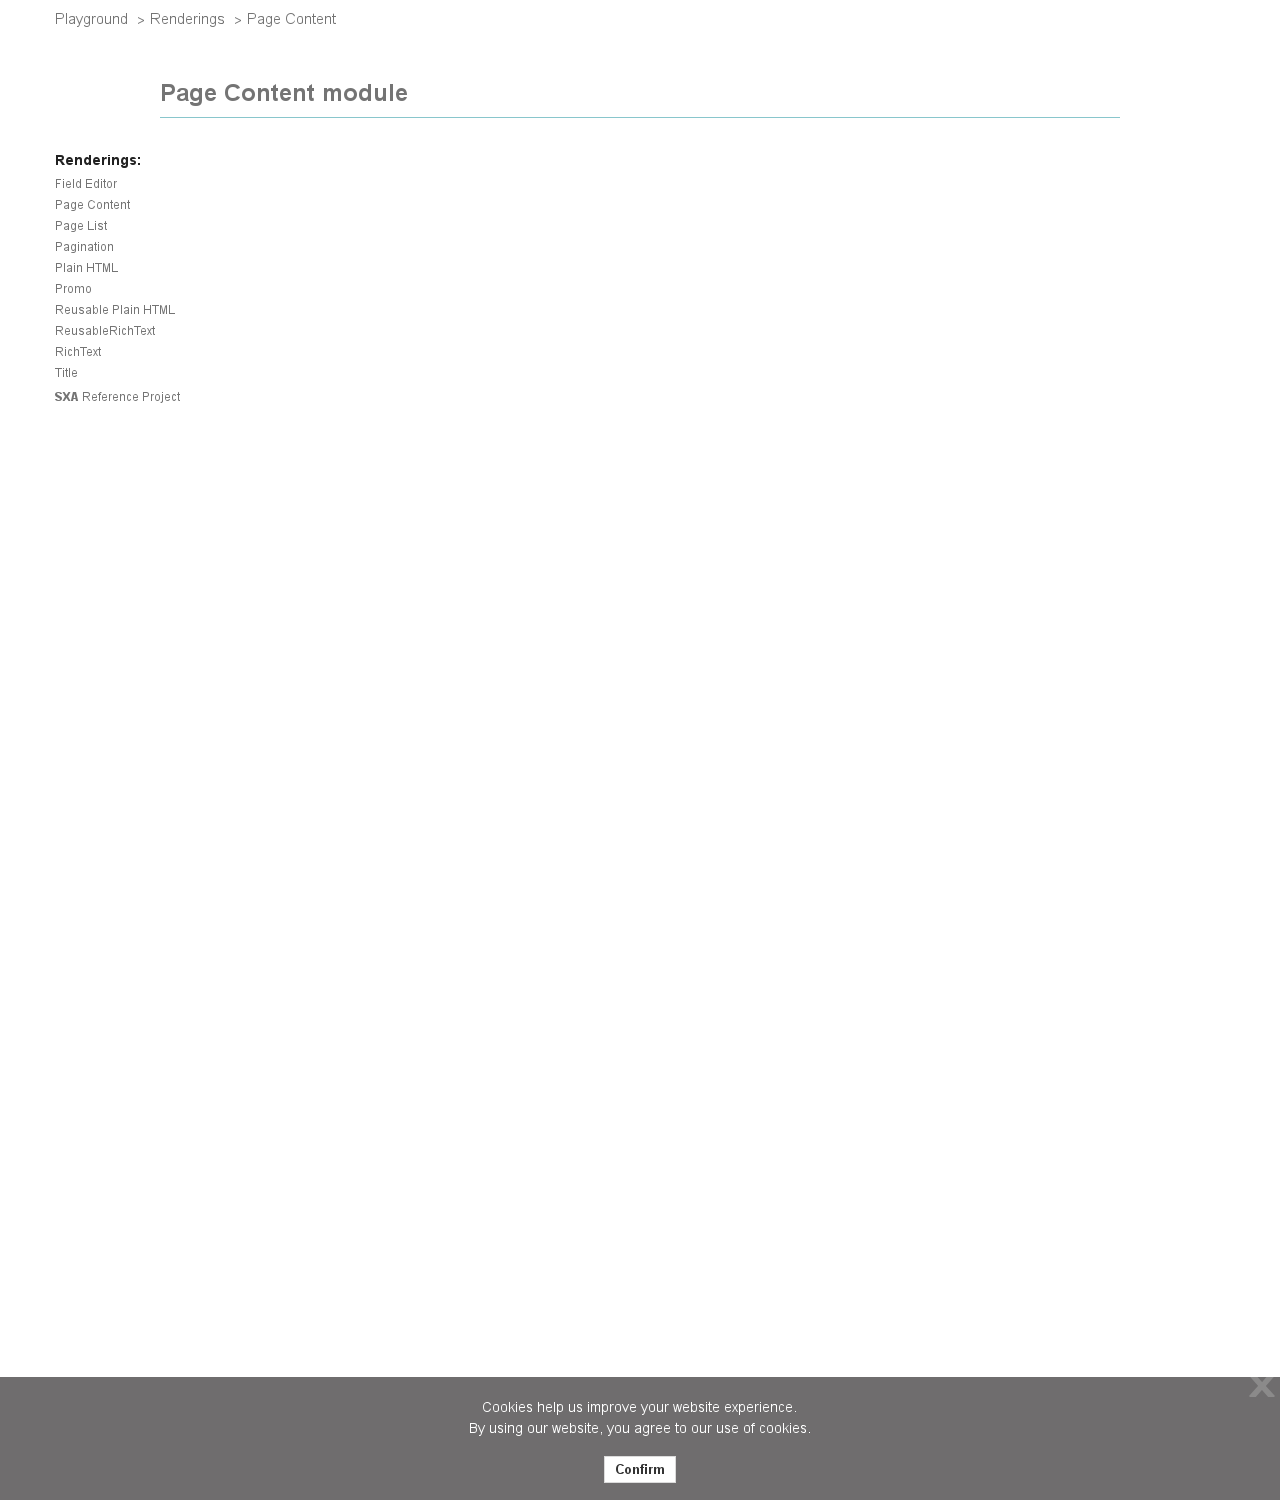 Playground > Renderings > Page Content
Page Content module
Renderings:
Field Editor
Page Content
Page List
Pagination
Plain HTML
Promo
Reusable Plain HTML
ReusableRichText
RichText
Title
SXA Reference Project
X
Cookies help us improve your website experience.
By using our website, you agree to our use of cookies.
Confirm